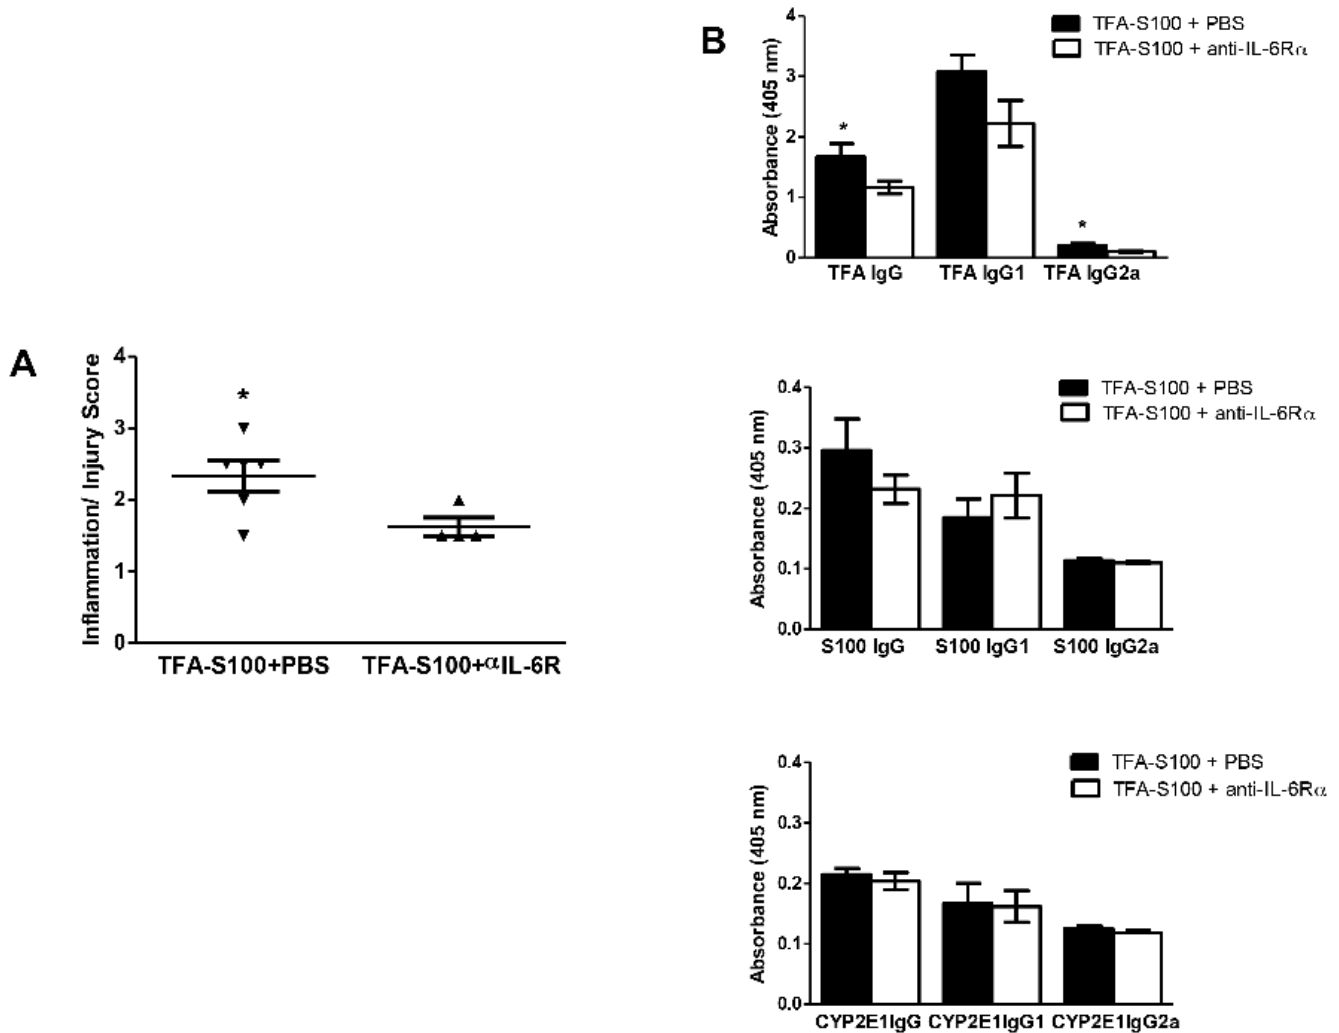 A
Inflammation/ Injury Score
4
3
2
1
0
*
TFA-S100+PBS
TFA-S100+αIL-6R
B
Absorbance (405 nm)
4
3
2
1
0
TFA-S100 + PBS
TFA-S100 + anti-IL-6Rα
*
*
TFA IgG
TFA IgG1
TFA IgG2a
Absorbance (405 nm)
0.4
0.3
0.2
0.1
0.0
TFA-S100 + PBS
TFA-S100 + anti-IL-6Rα
S100 IgG
S100 IgG1
S100 IgG2a
Absorbance (405 nm)
0.4
0.3
0.2
0.1
0.0
TFA-S100 + PBS
TFA-S100 + anti-IL-6Rα
CYP2E1IgG
CYP2E1IgG1
CYP2E1IgG2a